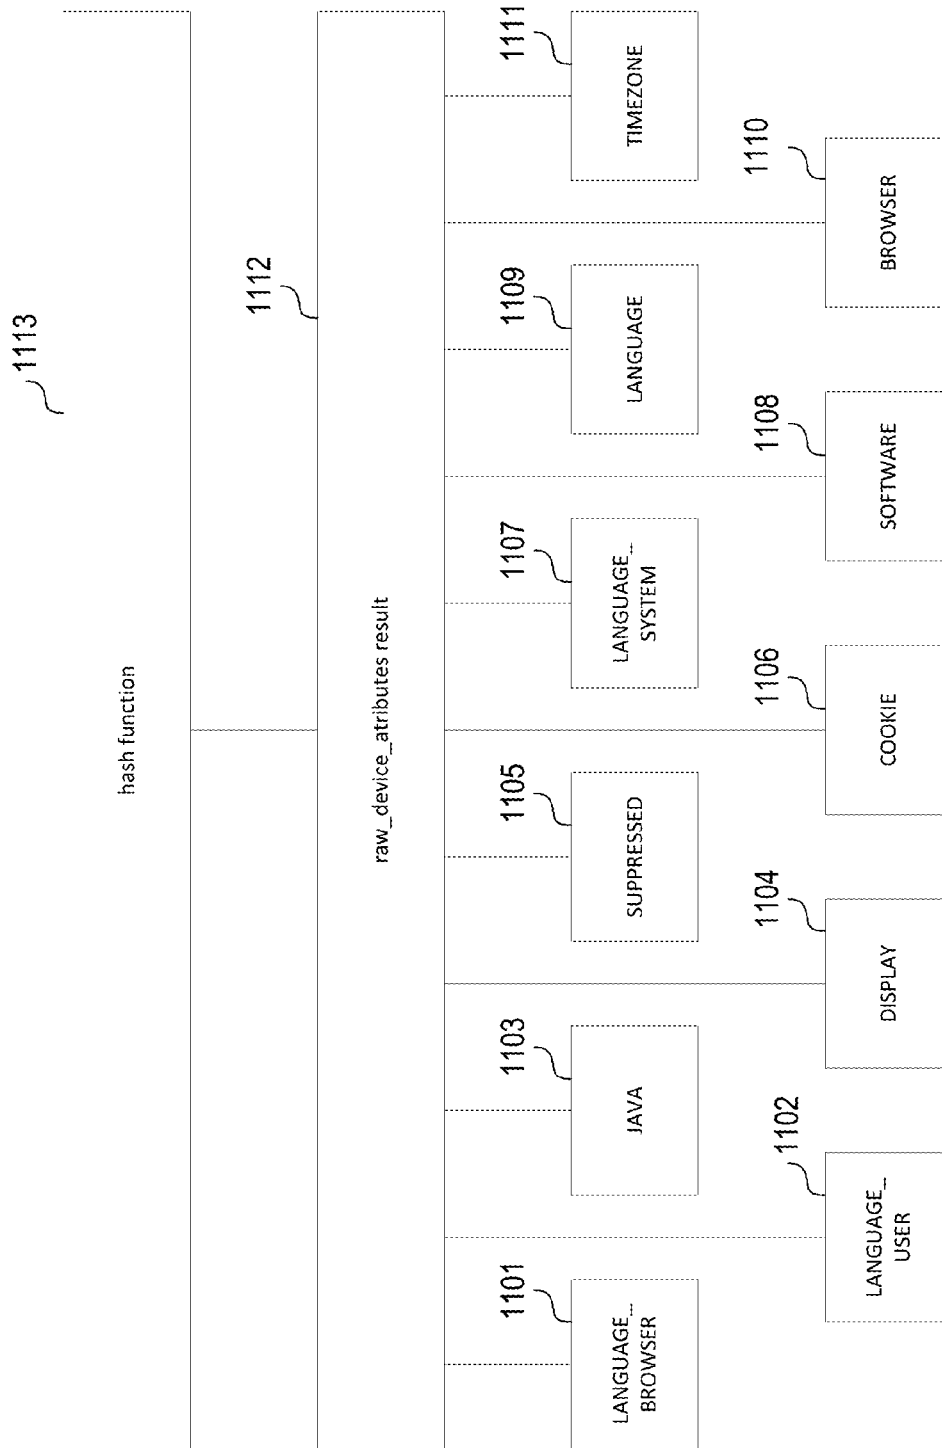 1113
hash function
1112
raw_device_atributes result
1101
LANGUAGE_
BROWSER
1103
JAVA
1105
SUPPRESSED
1107
LANGUAGE_
SYSTEM
1109
LANGUAGE
1111
TIMEZONE
1102
LANGUAGE_
USER
1104
DISPLAY
1106
COOKIE
1108
SOFTWARE
1110
BROWSER